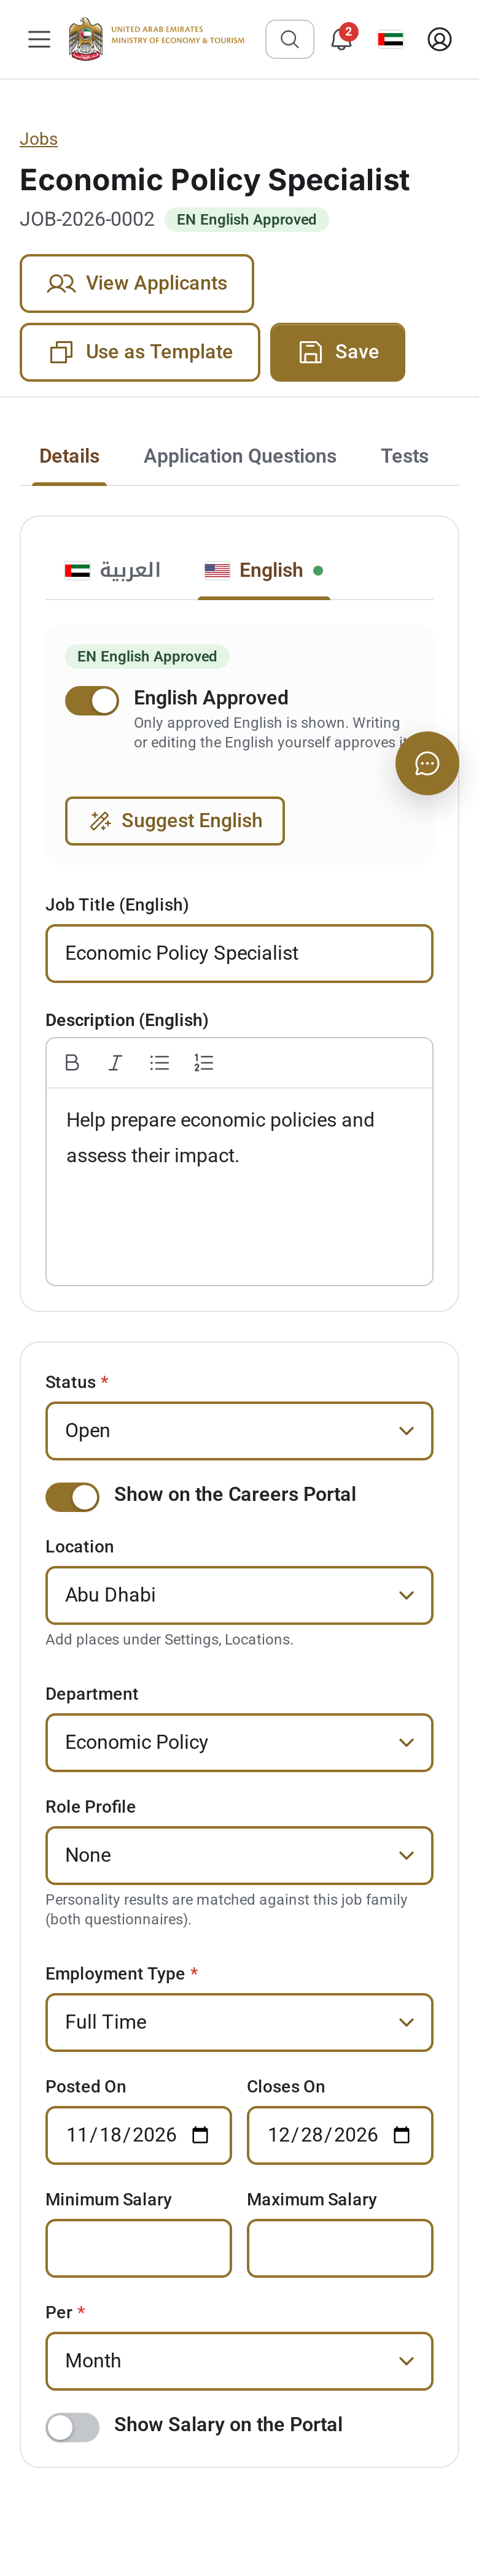 UNITED ARAB EMIRATES
MINISTRY OF ECONOMY & TOURISM
2
Jobs
Economic Policy Specialist
JOB-2026-0002 EN English Approved
View Applicants
Use as Template Save
Details Application Questions Tests
العربية English
EN English Approved
English Approved
Only approved English is shown. Writing
or editing the English yourself approves it
Suggest English
Job Title (English)
Economic Policy Specialist
Description (English)
Help prepare economic policies and
assess their impact.
Status *
Open
Show on the Careers Portal
Location
Abu Dhabi
Add places under Settings, Locations.
Department
Economic Policy
Role Profile
None
Personality results are matched against this job family
(both questionnaires).
Employment Type *
Full Time
Posted On Closes On
11/18/2026 12/28/2026
Minimum Salary Maximum Salary
Per *
Month
Show Salary on the Portal